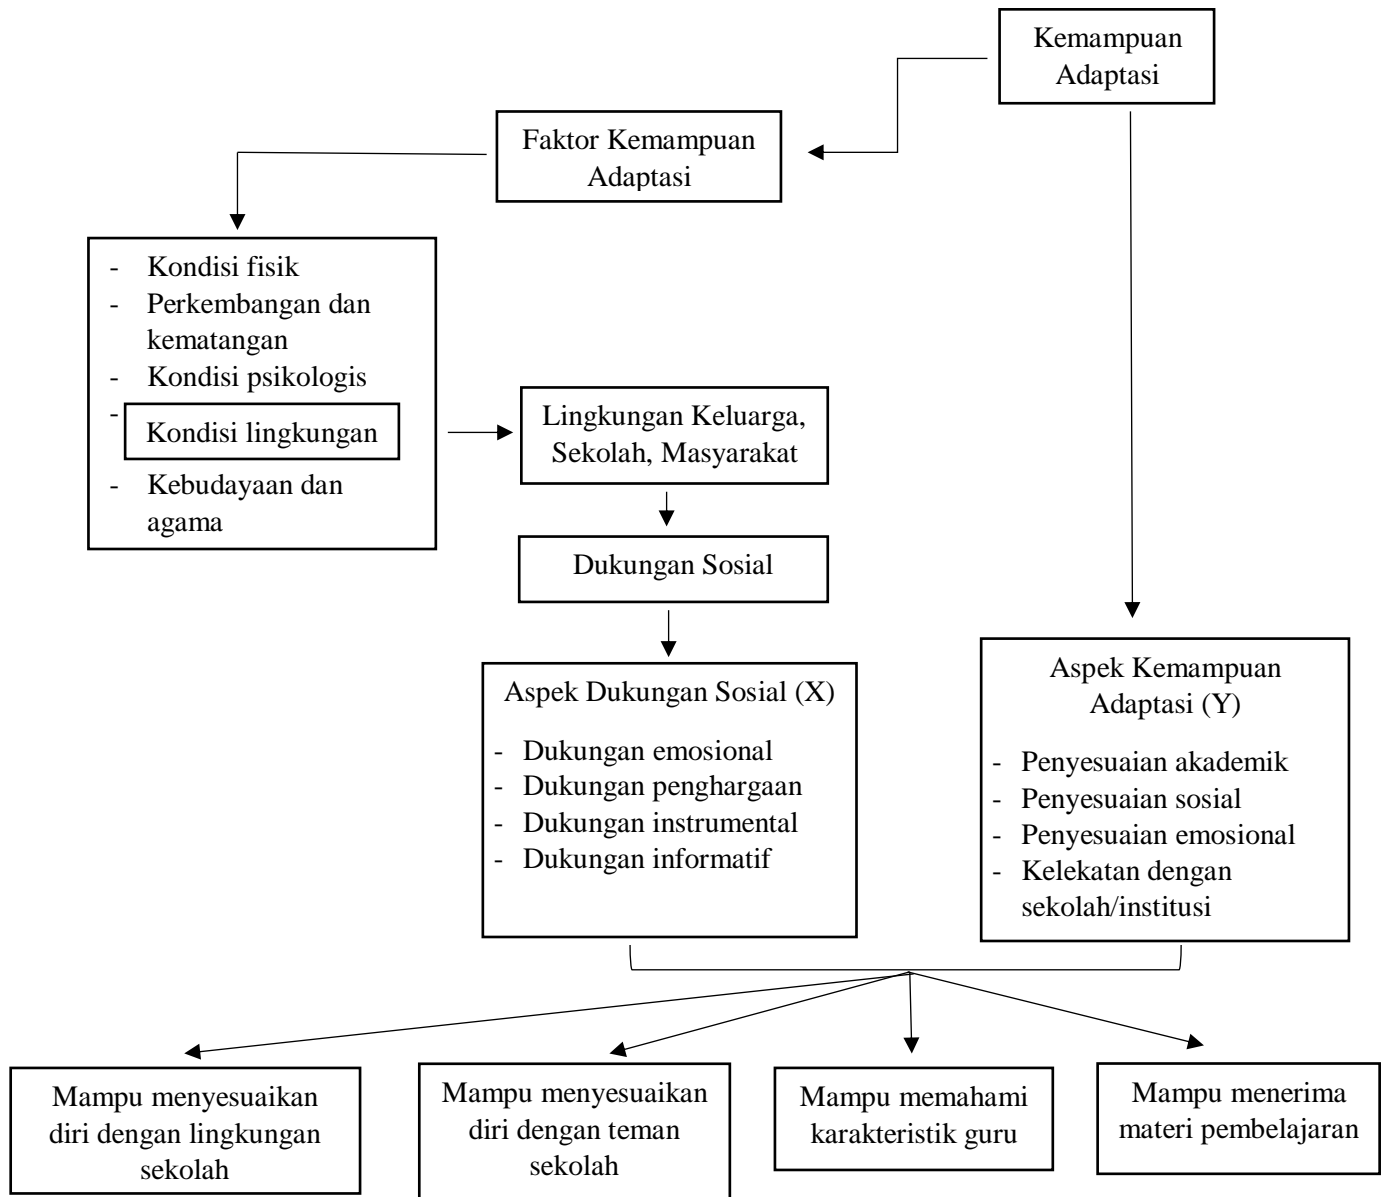 Kemampuan
Adaptasi
Faktor Kemampuan
Adaptasi
- Kondisi fisik
- Perkembangan dan
kematangan
- Kondisi psikologis
- Kondisi lingkungan
- Kebudayaan dan
agama
Lingkungan Keluarga,
Sekolah, Masyarakat
Dukungan Sosial
Aspek Dukungan Sosial (X)
- Dukungan emosional
- Dukungan penghargaan
- Dukungan instrumental
- Dukungan informatif
Aspek Kemampuan
Adaptasi (Y)
- Penyesuaian akademik
- Penyesuaian sosial
- Penyesuaian emosional
- Kelekatan dengan
sekolah/institusi
Mampu menyesuaikan
diri dengan lingkungan
sekolah
Mampu menyesuaikan
diri dengan teman
sekolah
Mampu memahami
karakteristik guru
Mampu menerima
materi pembelajaran